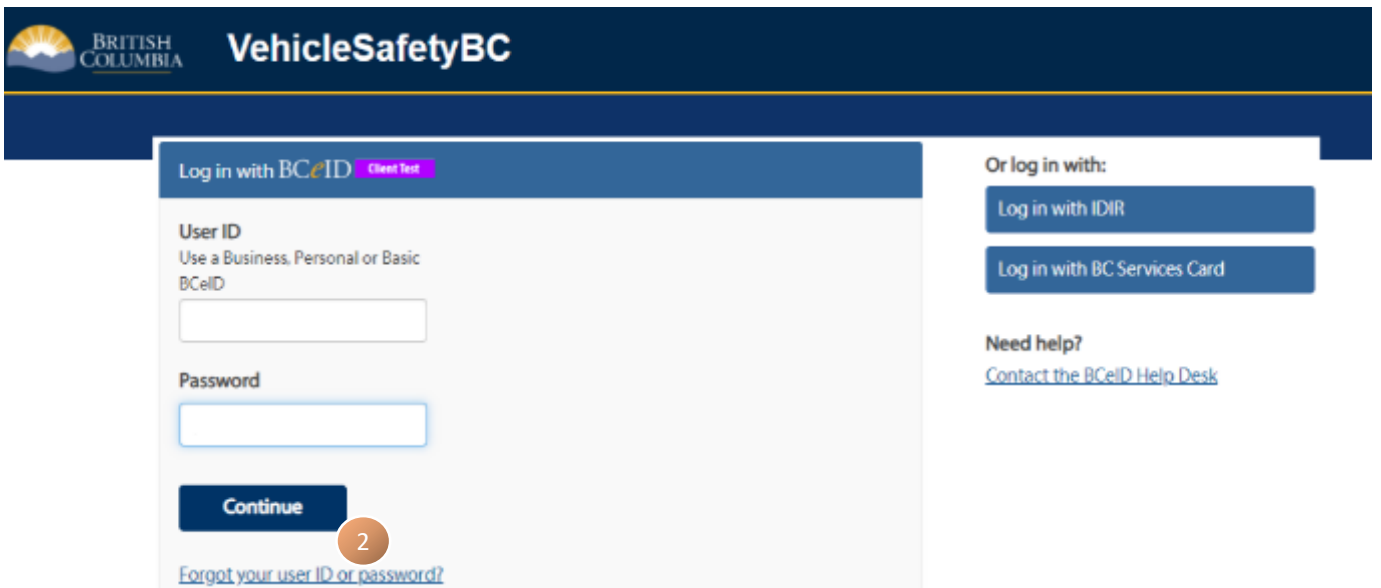 BRITISH
COLUMBIA
VehicleSafetyBC
Log in with BCeID Client Test
User ID
Use a Business, Personal or Basic
BCeID
Password
Continue
2
Forgot your user ID or password?
Or log in with:
Log in with IDIR
Log in with BC Services Card
Need help?
Contact the BCeID Help Desk